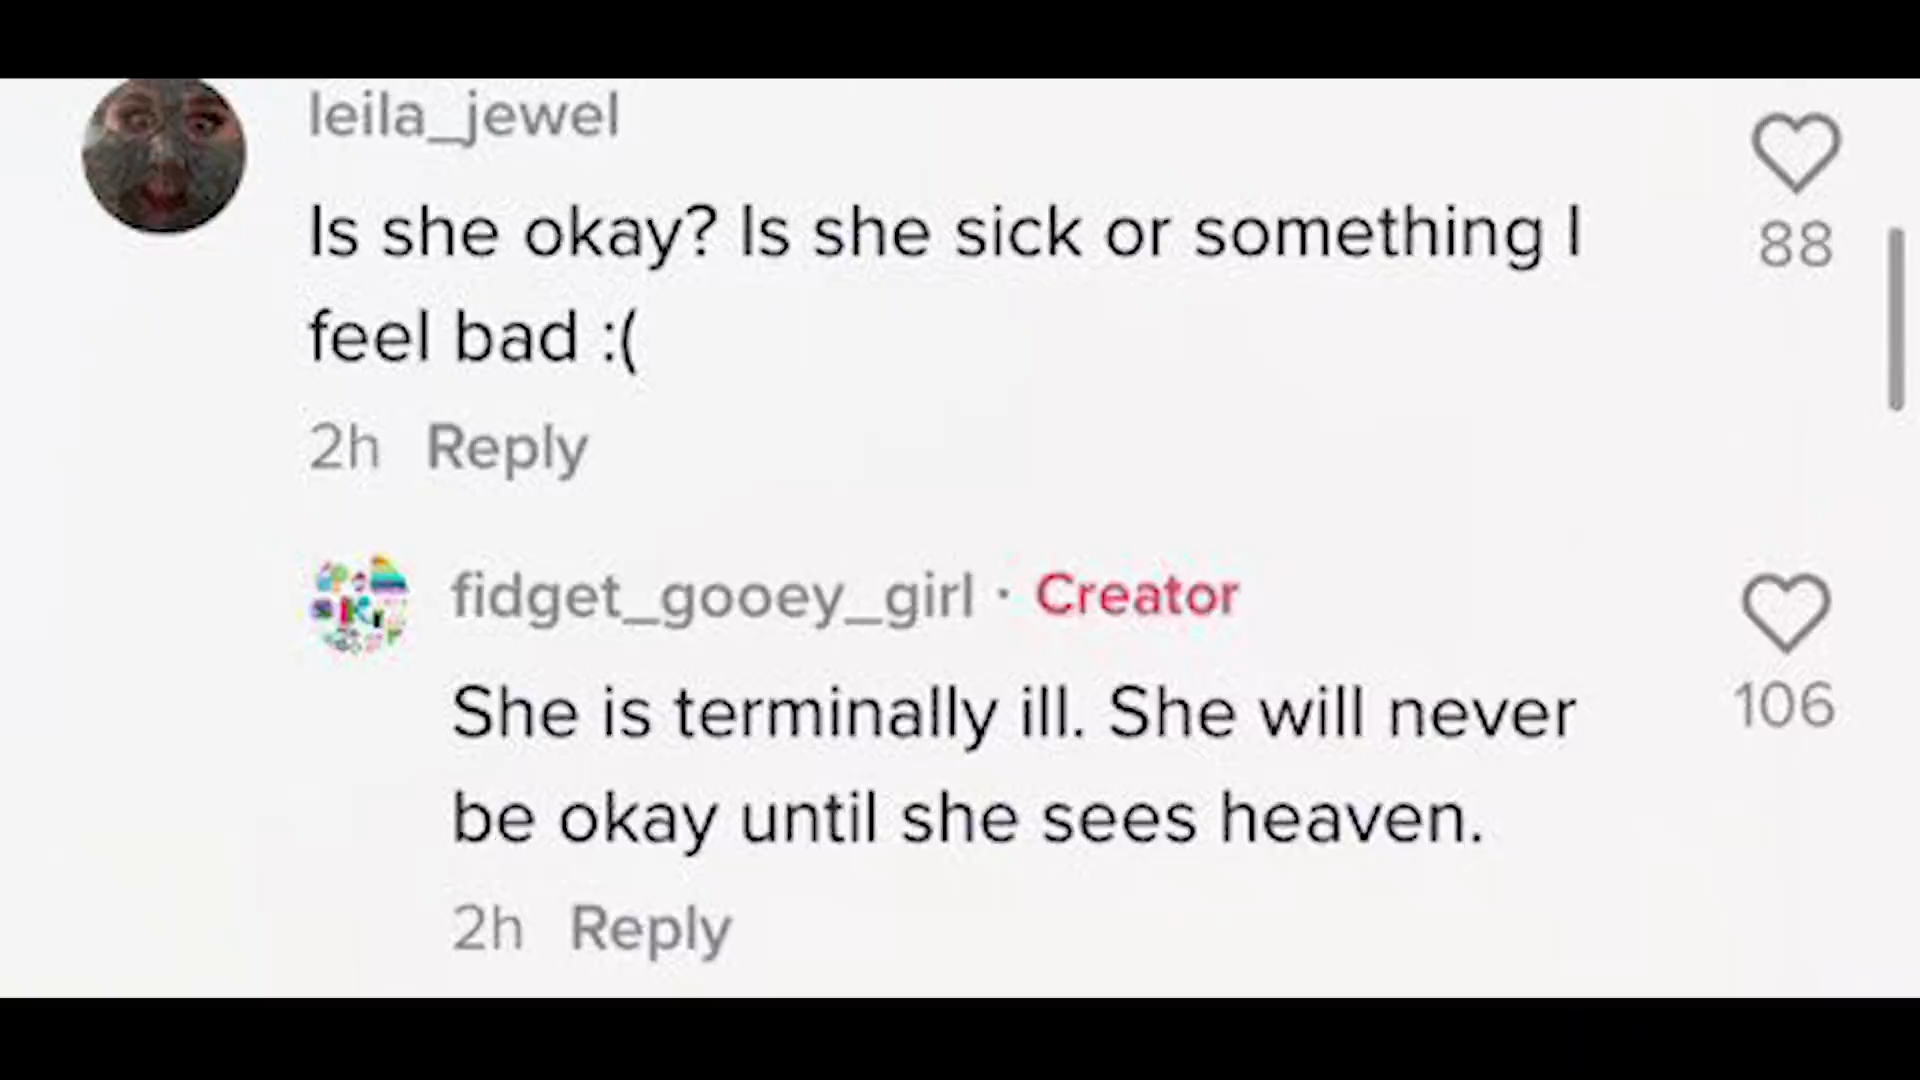 leila_jewel
Is she okay? Is she sick or something I
feel bad :(
88
2h Reply
fidget_gooey_girl · Creator
She is terminally ill. She will never
be okay until she sees heaven.
106
2h Reply